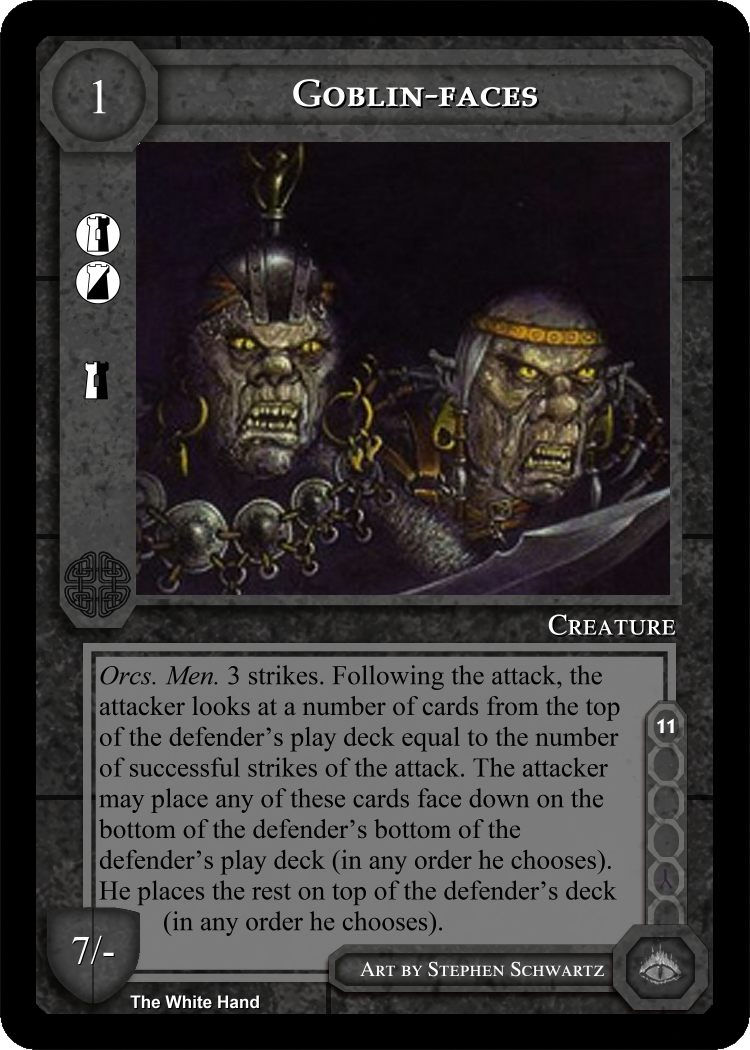 1
Goblin-faces
Creature
Orcs. Men. 3 strikes. Following the attack, the
attacker looks at a number of cards from the top
of the defender's play deck equal to the number
of successful strikes of the attack. The attacker
may place any of these cards face down on the
bottom of the defender's bottom of the
defender's play deck (in any order he chooses).
He places the rest on top of the defender's deck
(in any order he chooses).
11
7/-
Art by Stephen Schwartz
The White Hand